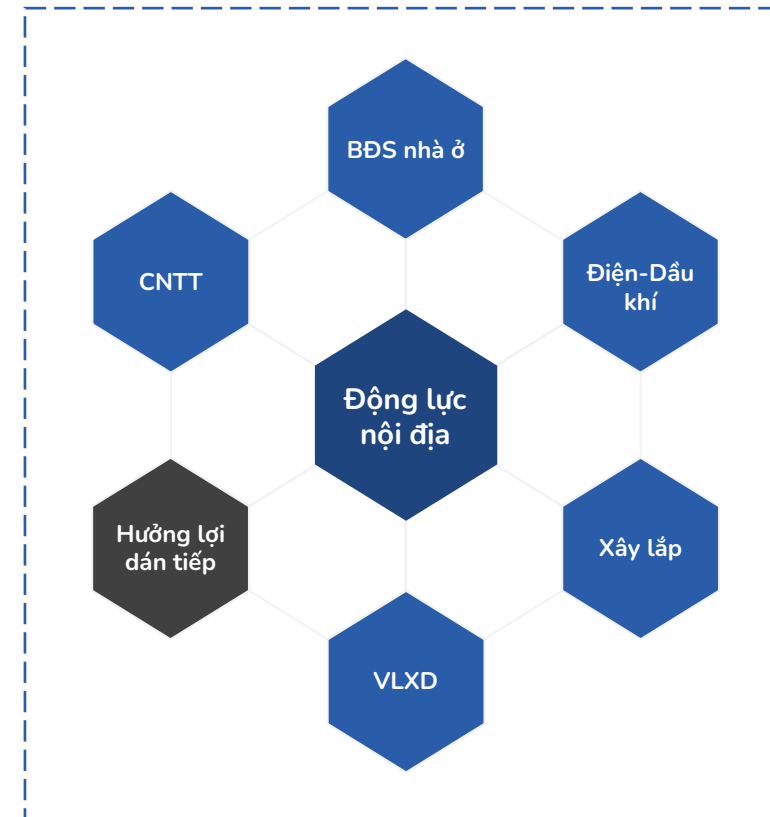 BĐS nhà ở
CNTT
Điện-Dầu
khí
Động lực
nội địa
Hưởng lợi
dán tiếp
Xây lắp
VLXD